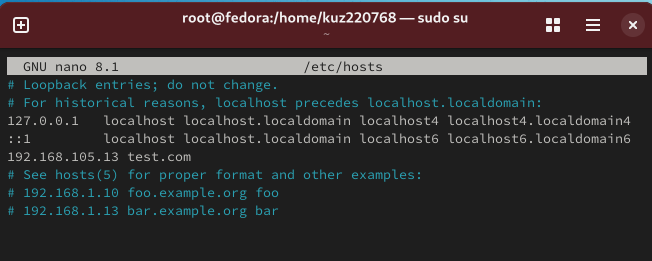 root@fedora:/home/kuz220768 — sudo su
~
GNU nano 8.1 /etc/hosts
# Loopback entries; do not change.
# For historical reasons, localhost precedes localhost.localdomain:
127.0.0.1   localhost localhost.localdomain localhost4 localhost4.localdomain4
::1         localhost localhost.localdomain localhost6 localhost6.localdomain6
192.168.105.13 test.com
# See hosts(5) for proper format and other examples:
# 192.168.1.10 foo.example.org foo
# 192.168.1.13 bar.example.org bar